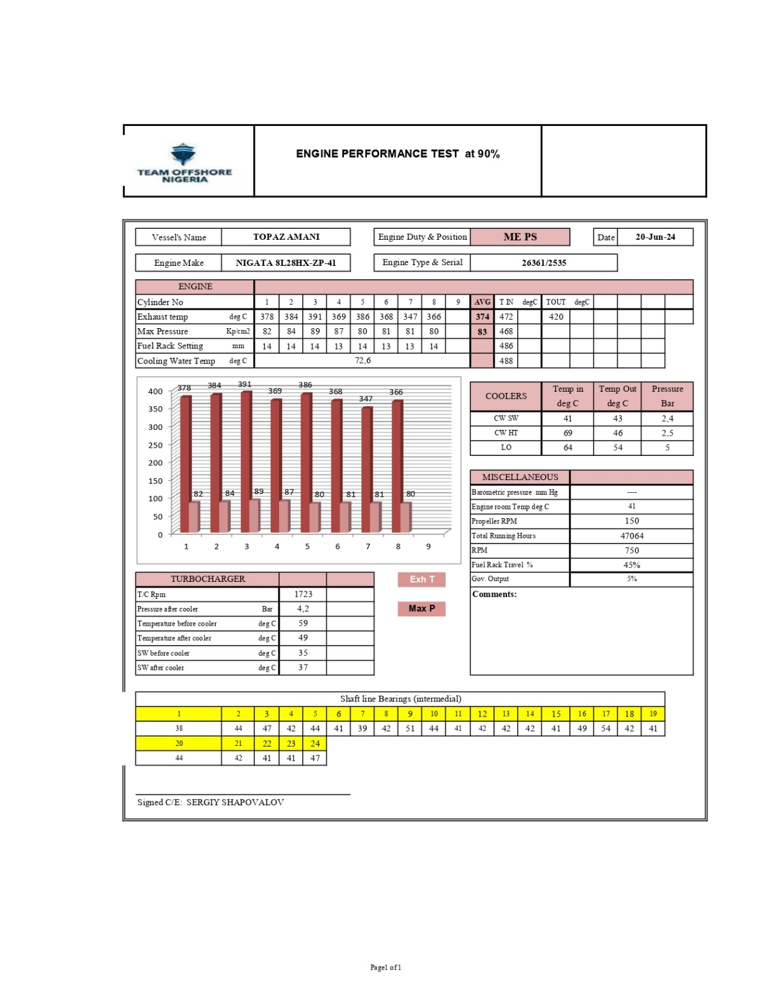 TEAM OFFSHORE
NIGERIA
ENGINE PERFORMANCE TEST at 90%
Vessel's Name TOPAZ AMANI Engine Duty & Position ME PS Date 20-Jun-24
Engine Make NIGATA 8L28HX-ZP-41 Engine Type & Serial 26361/2535
ENGINE
Cylinder No 1 2 3 4 5 6 7 8 9 AVG T IN degC TOUT degC
Exhaust temp deg C 378 384 391 369 386 368 347 366 374 472 420
Max Pressure Kp/cm2 82 84 89 87 80 81 81 80 83 468
Fuel Rack Setting mm 14 14 14 13 14 13 13 14 486
Cooling Water Temp deg C 72,6 488
378 384 391 369 386 368 347 366
400
350
300
250
200
150
100
50
0
82 84 89 87 80 81 81 80
1 2 3 4 5 6 7 8 9
COOLERS Temp in deg C Temp Out deg C Pressure Bar
CW SW 41 43 2,4
CW HT 69 46 2,5
LO 64 54 5
MISCELLANEOUS
Barometric pressure mm Hg ----
Engine room Temp deg C 41
Propeller RPM 150
Total Running Hours 47064
RPM 750
Fuel Rack Travel % 45%
Gov. Output 5%
Comments:
TURBOCHARGER
T/C Rpm 1723
Pressure after cooler Bar 4,2
Temperature before cooler deg C 59
Temperature after cooler deg C 49
SW before cooler deg C 35
SW after cooler deg C 37
Exh T
Max P
Shaft line Bearings (intermedial)
1 2 3 4 5 6 7 8 9 10 11 12 13 14 15 16 17 18 19
38 44 47 42 44 41 39 42 51 44 41 42 42 42 41 49 54 42 41
20 21 22 23 24
44 42 41 41 47
Signed C/E: SERGIY SHAPOVALOV
Page1 of 1